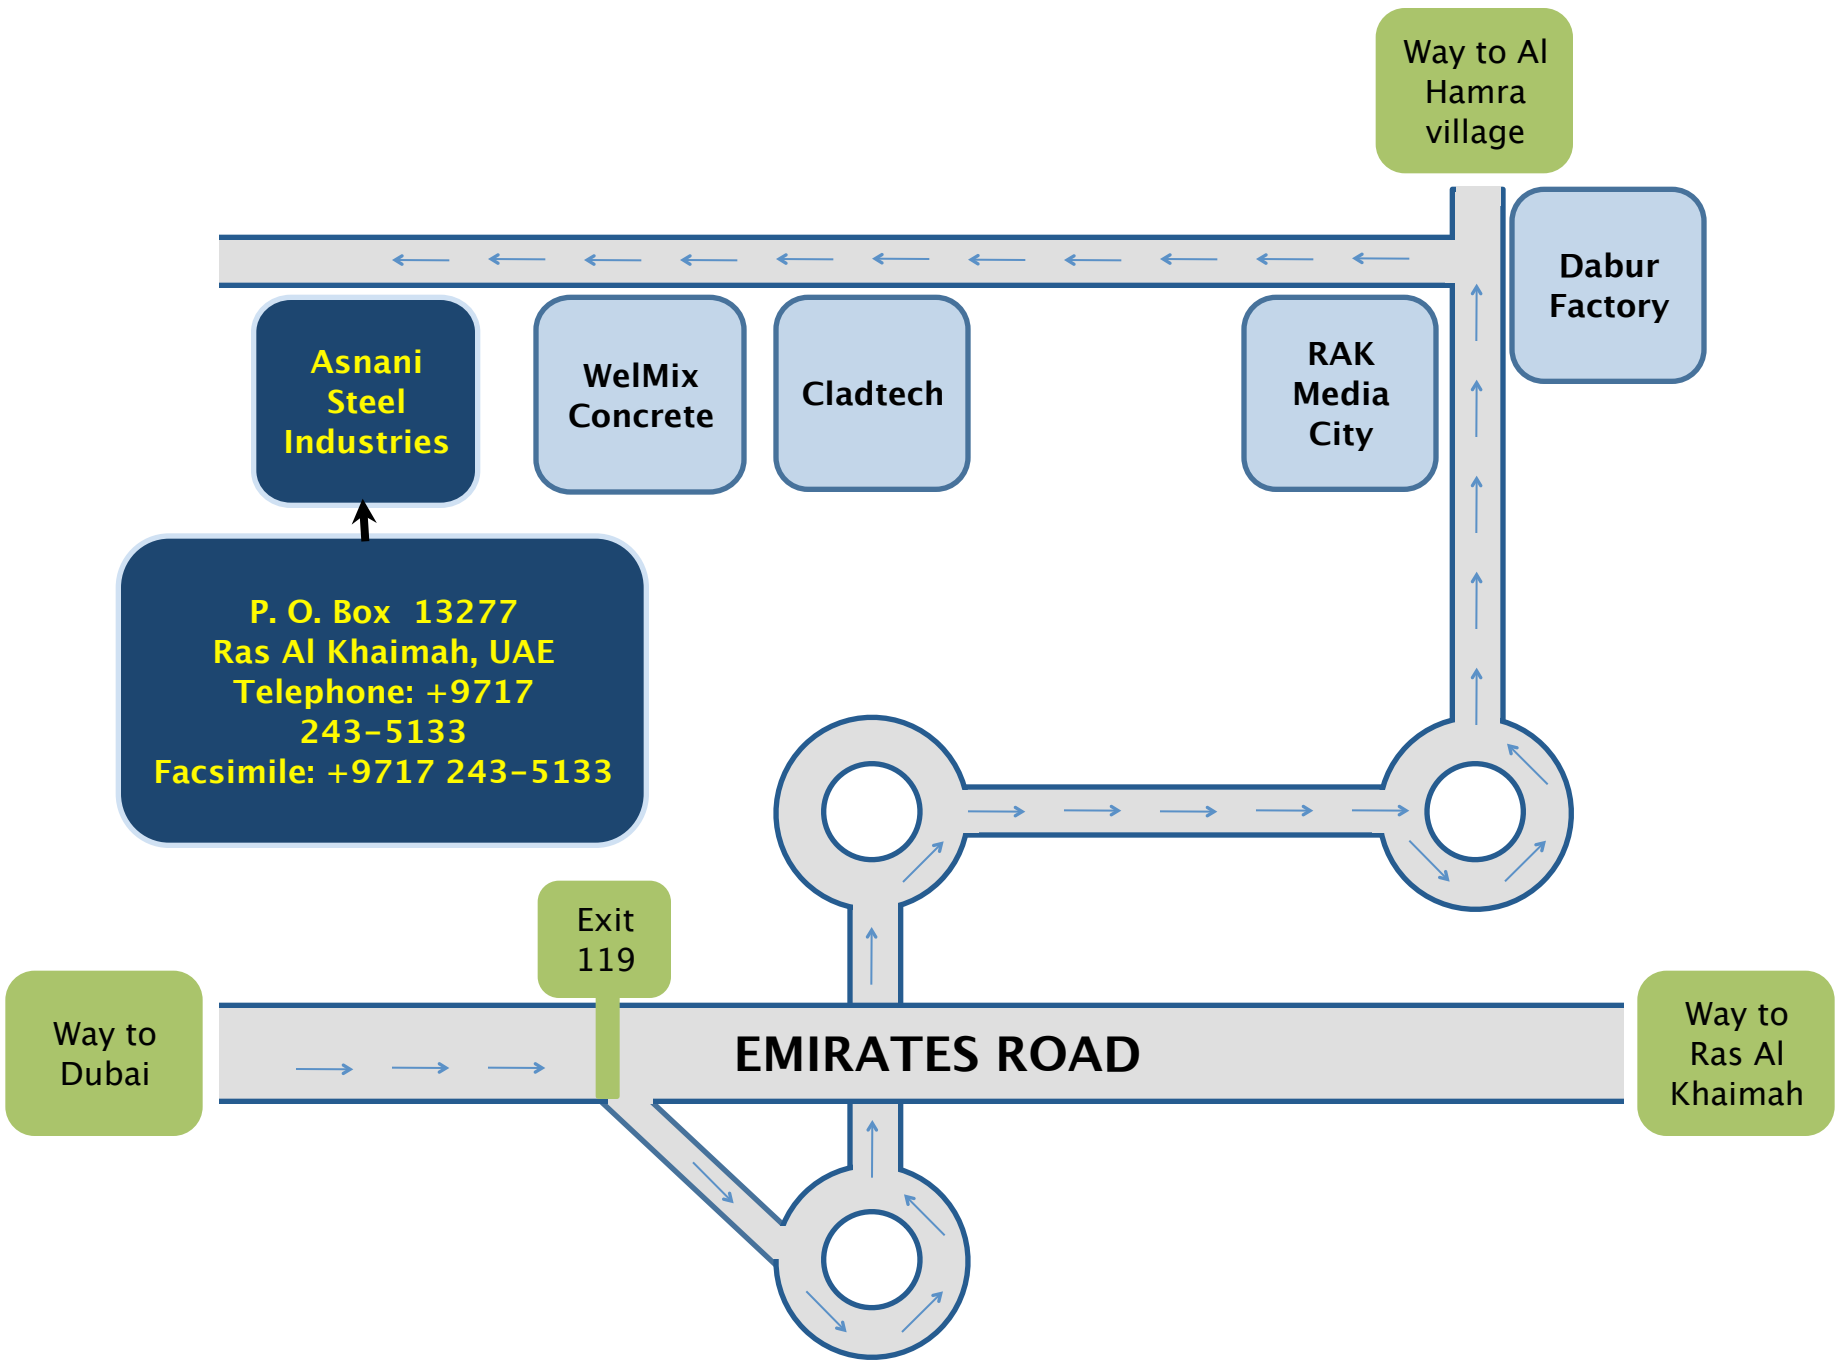 Way to Al
Hamra
village
Dabur
Factory
Asnani
Steel
Industries
WelMix
Concrete
Cladtech
RAK
Media
City
P. O. Box  13277
Ras Al Khaimah, UAE
Telephone: +9717
243-5133
Facsimile: +9717 243-5133
Exit
119
Way to
Dubai
EMIRATES ROAD
Way to
Ras Al
Khaimah